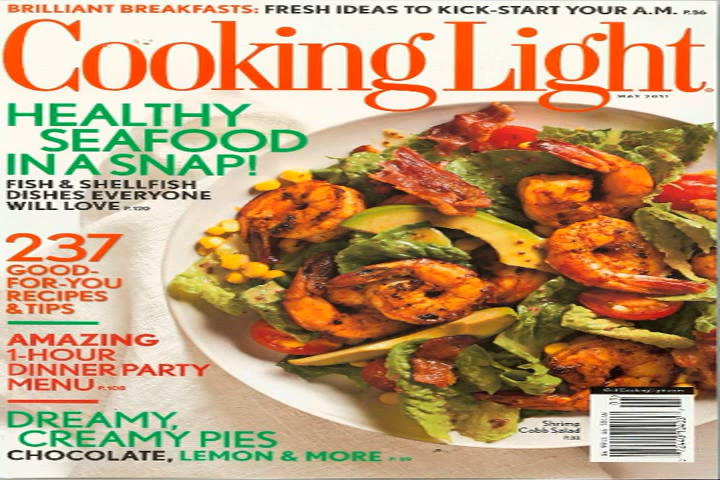 BRILLIANT BREAKFASTS: FRESH IDEAS TO KICK-START YOUR A.M. P.56
Cooking Light
MAY 2011
HEALTHY
SEAFOOD
IN A SNAP!
FISH & SHELLFISH
DISHES EVERYONE
WILL LOVE P.120
237
GOOD-
FOR-YOU
RECIPES
& TIPS
AMAZING
1-HOUR
DINNER PARTY
MENU P.108
DREAMY,
CREAMY PIES
CHOCOLATE, LEMON & MORE
Shrimp
Cobb Salad